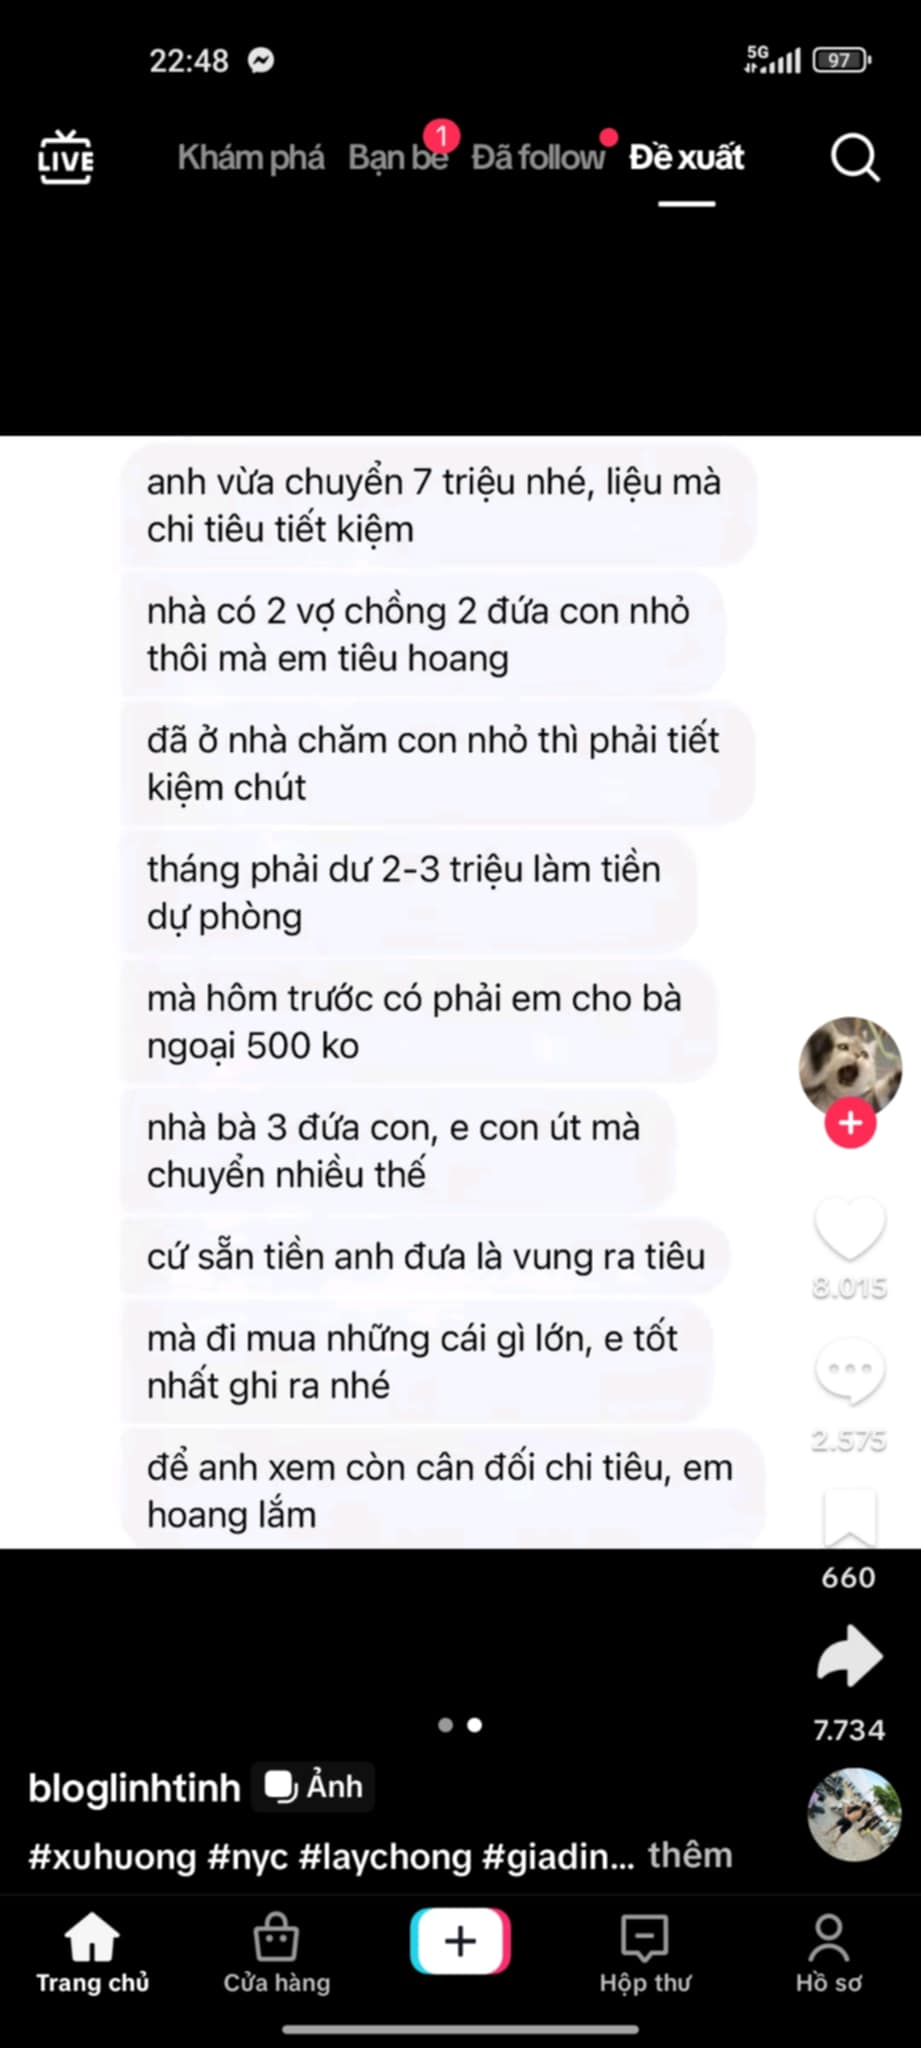 22:48
5G
97
LIVE
Khám phá
Bạn bè
1
Đã follow
Đề xuất
anh vừa chuyển 7 triệu nhé, liệu mà
chi tiêu tiết kiệm
nhà có 2 vợ chồng 2 đứa con nhỏ
thôi mà em tiêu hoang
đã ở nhà chăm con nhỏ thì phải tiết
kiệm chút
tháng phải dư 2-3 triệu làm tiền
dự phòng
mà hôm trước có phải em cho bà
ngoại 500 ko
nhà bà 3 đứa con, e con út mà
chuyển nhiều thế
cứ sẵn tiền anh đưa là vung ra tiêu
mà đi mua những cái gì lớn, e tốt
nhất ghi ra nhé
để anh xem còn cân đối chi tiêu, em
hoang lắm
8.015
2.575
660
7.734
bloglinhtinh
Ảnh
#xuhuong #nyc #laychong #giadin... thêm
Trang chủ
Cửa hàng
Hộp thư
Hồ sơ